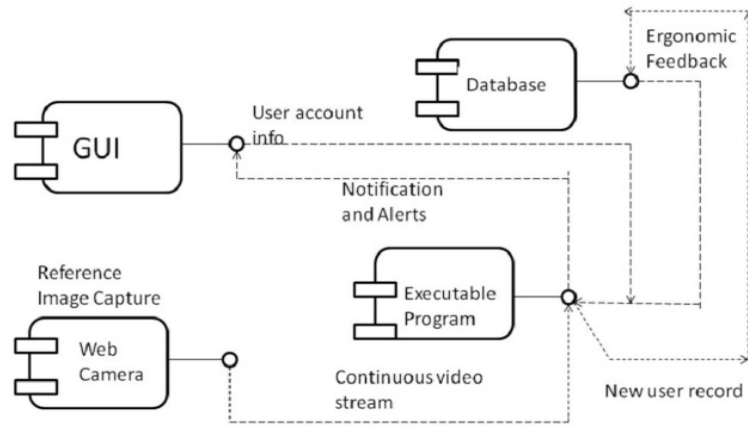 Ergonomic
Feedback
Database
User account
info
GUI
Notification
and Alerts
Reference
Image Capture
Executable
Program
Web
Camera
Continuous video
stream
New user record